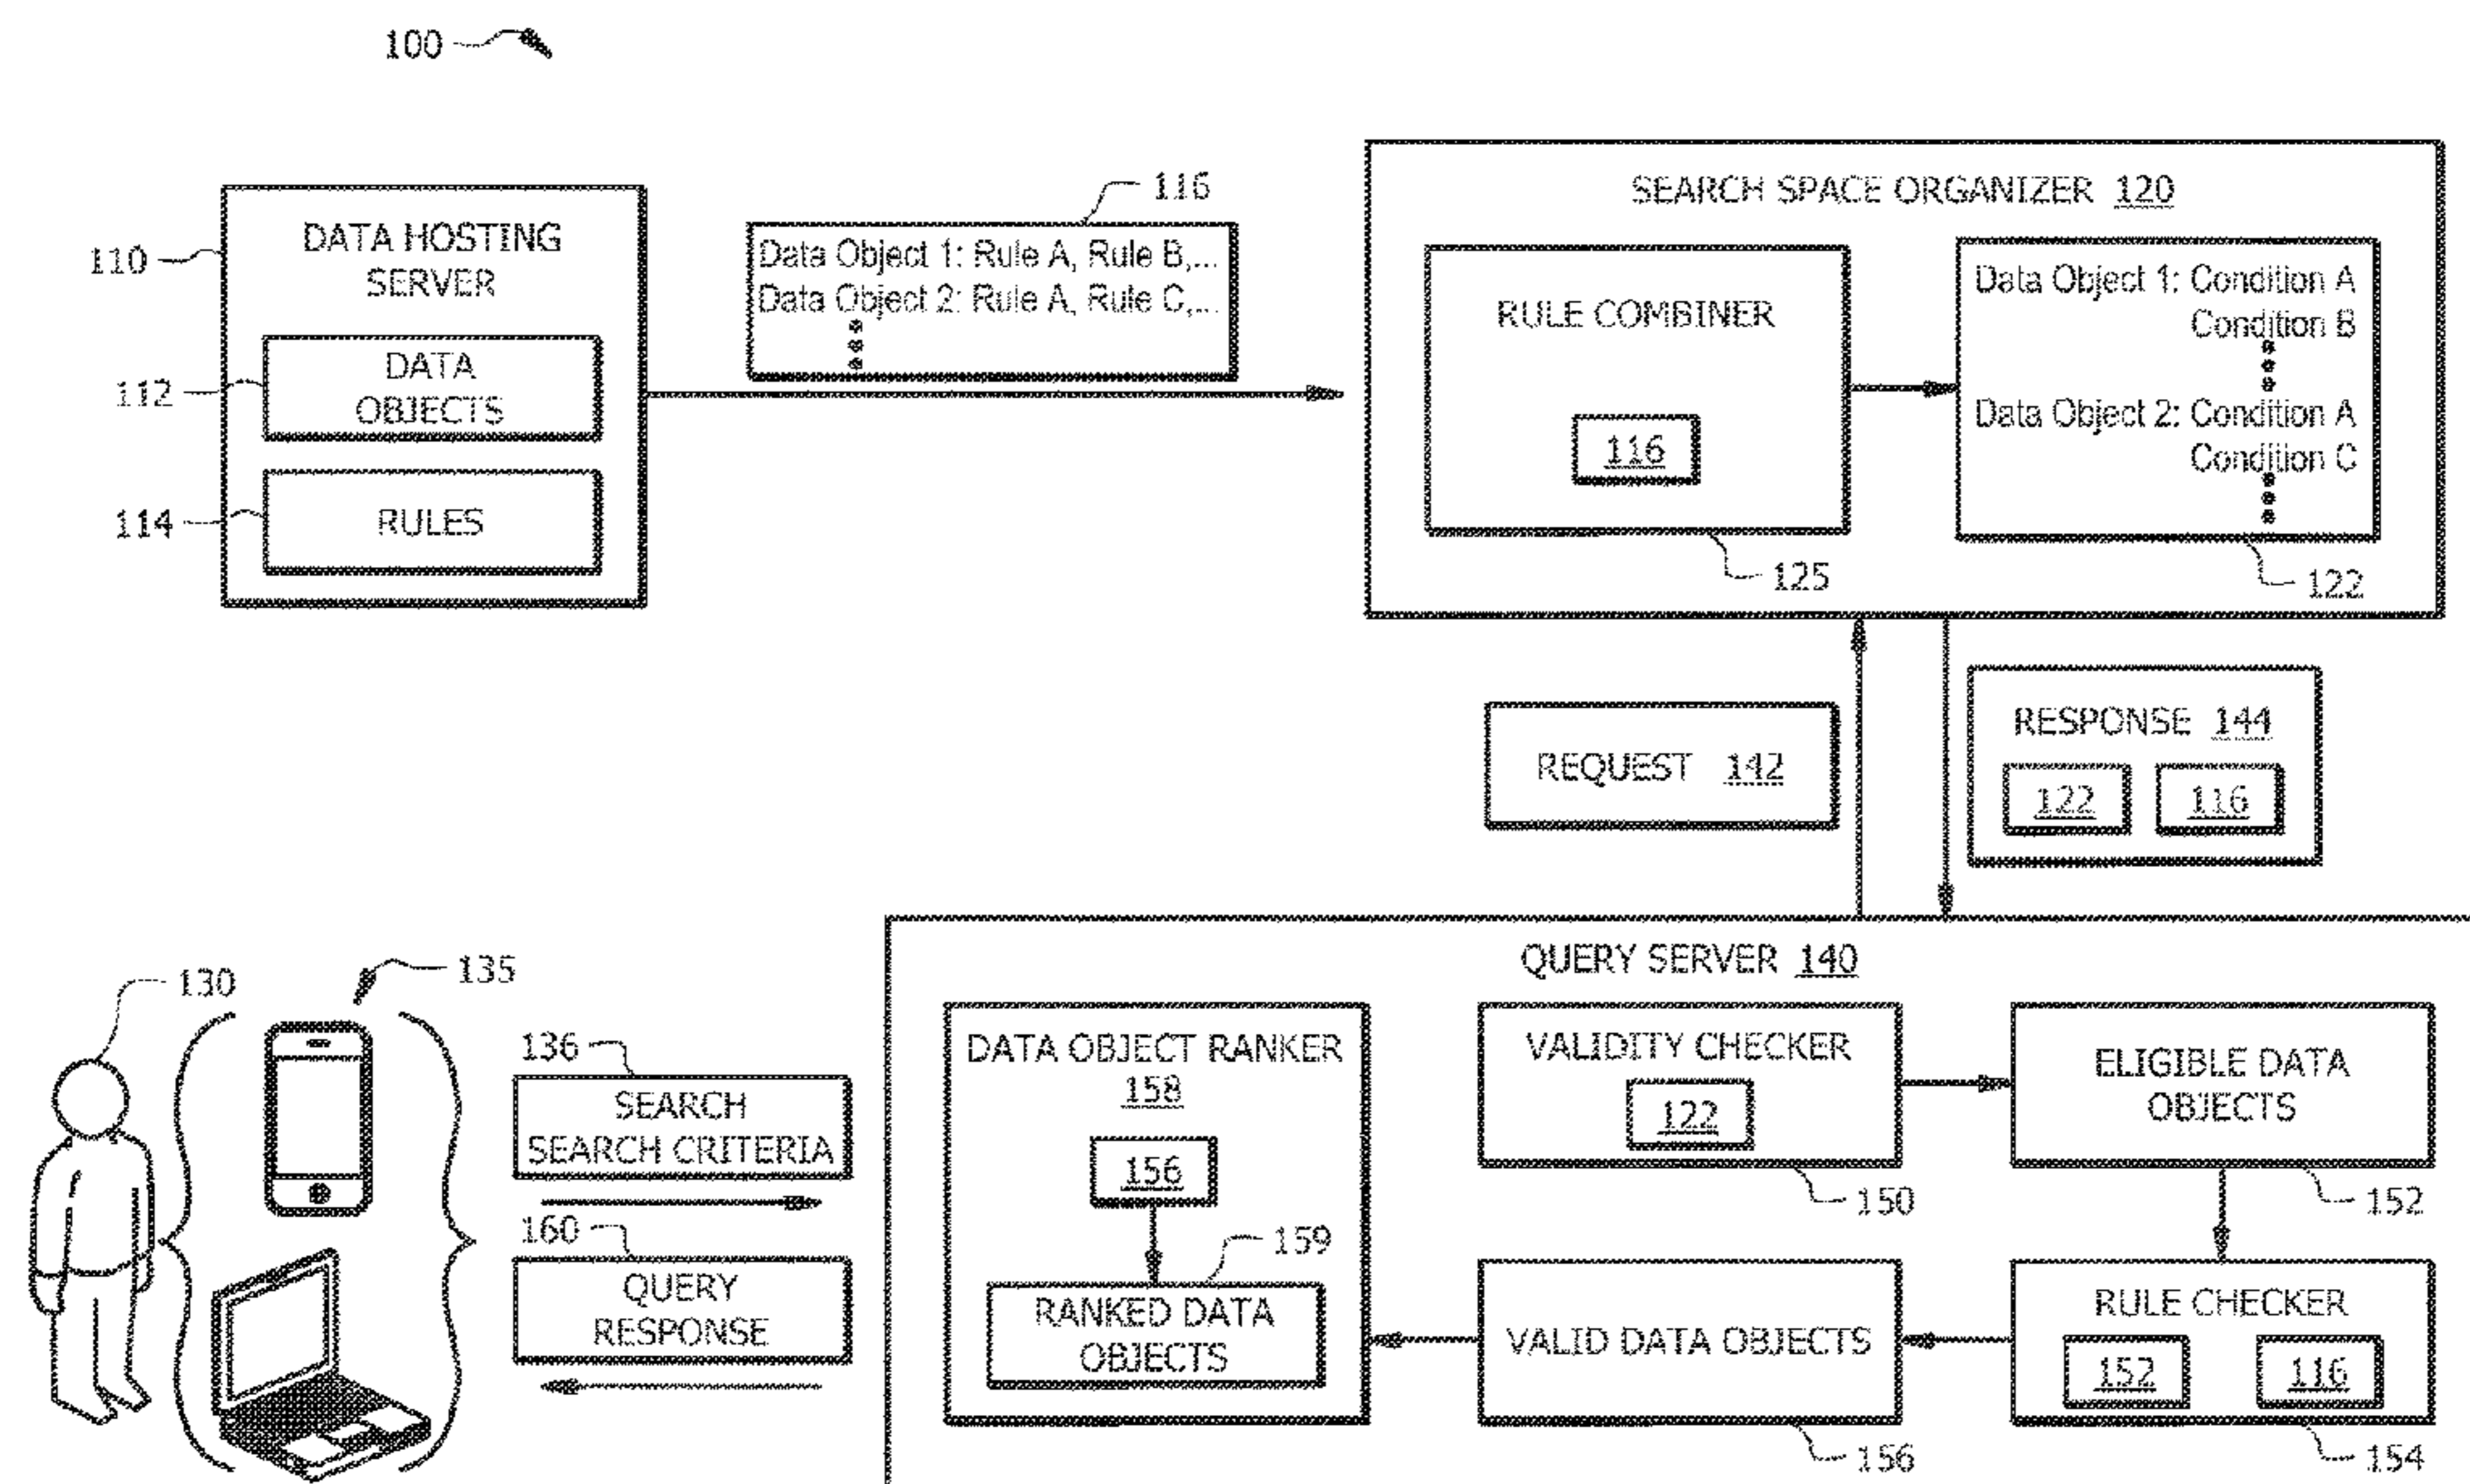 100
116
SEARCH SPACE ORGANIZER 120
110
DATA HOSTING
SERVER
Data Object 1: Rule A, Rule B,...
Data Object 2: Rule A, Rule C,...
112
DATA
OBJECTS
114
RULES
RULE COMBINER
116
125
Data Object 1: Condition A
Condition B
Data Object 2: Condition A
Condition C
122
REQUEST 142
RESPONSE 144
122 116
QUERY SERVER 140
130
135
136
SEARCH
SEARCH CRITERIA
160
QUERY
RESPONSE
DATA OBJECT RANKER
158
156
159
RANKED DATA
OBJECTS
VALIDITY CHECKER
122
150
ELIGIBLE DATA
OBJECTS
152
VALID DATA OBJECTS
156
RULE CHECKER
152 116
154